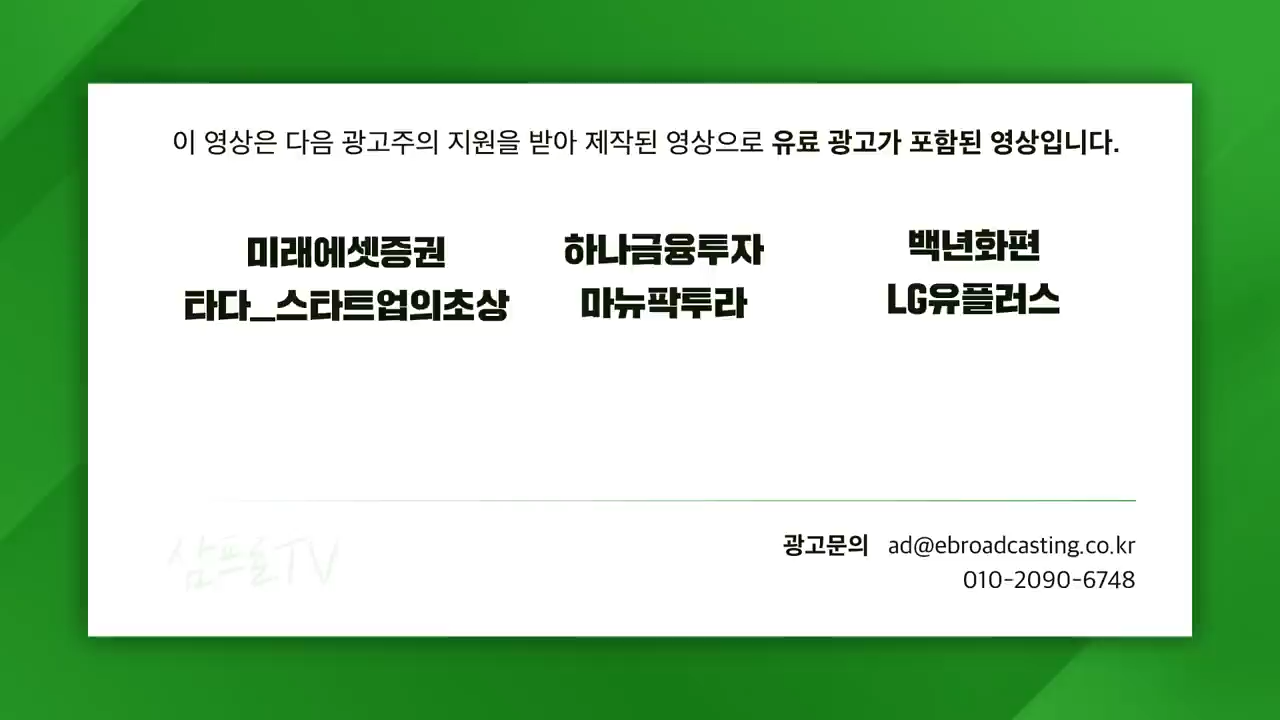 이 영상은 다음 광고주의 지원을 받아 제작된 영상으로 유료 광고가 포함된 영상입니다.
미래에셋증권 하나금융투자 백년화편
타다_스타트업의초상 마뉴팍투라 LG유플러스
삼프로TV
광고문의 ad@ebroadcasting.co.kr
010-2090-6748